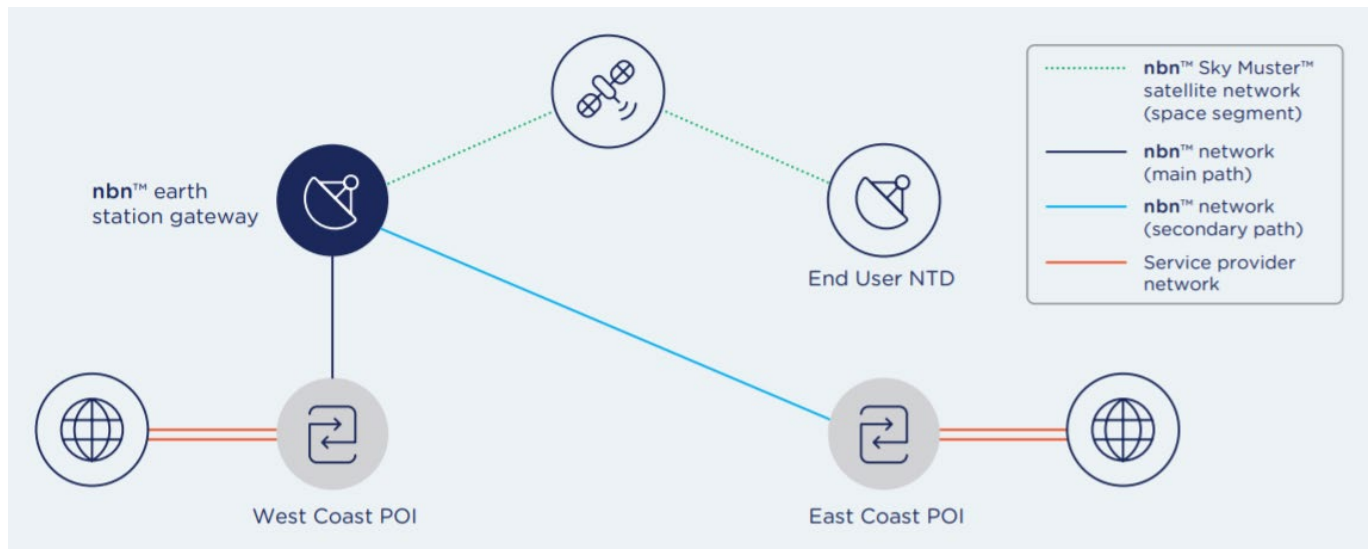 nbn™ earth
station gateway
End User NTD
West Coast POI
East Coast POI
nbn™ Sky Muster™
satellite network
(space segment)
nbn™ network
(main path)
nbn™ network
(secondary path)
Service provider
network